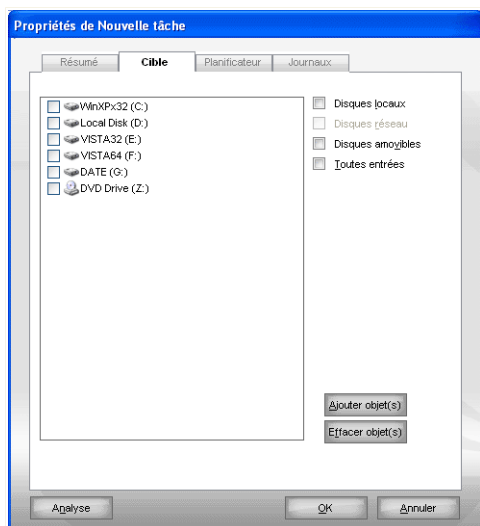 Propriétés de Nouvelle tâche
Résumé Cible Planificateur Journaux
WinXPx32 (C:)
Local Disk (D:)
VISTA32 (E:)
VISTA64 (F:)
DATE (G:)
DVD Drive (Z:)
Disques locaux
Disques réseau
Disques amovibles
Toutes entrées
Ajouter objet(s)
Effacer objet(s)
Analyse OK Annuler